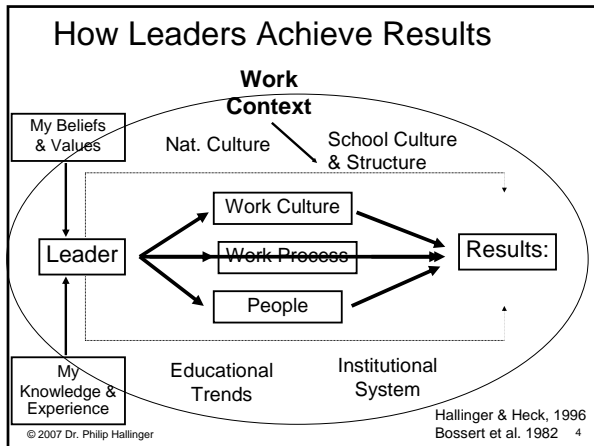 How Leaders Achieve Results
Work
Context
My Beliefs
& Values
Nat. Culture
School Culture
& Structure
Work Culture
Leader
Work Process
Results:
People
My
Knowledge &
Experience
Educational
Trends
Institutional
System
Hallinger & Heck, 1996
Bossert et al. 1982
© 2007 Dr. Philip Hallinger
4